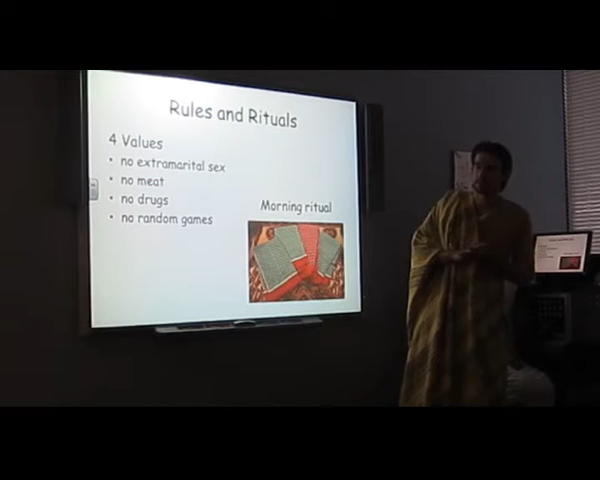 Rules and Rituals
4 Values
• no extramarital sex
• no meat
• no drugs
• no random games
Morning ritual